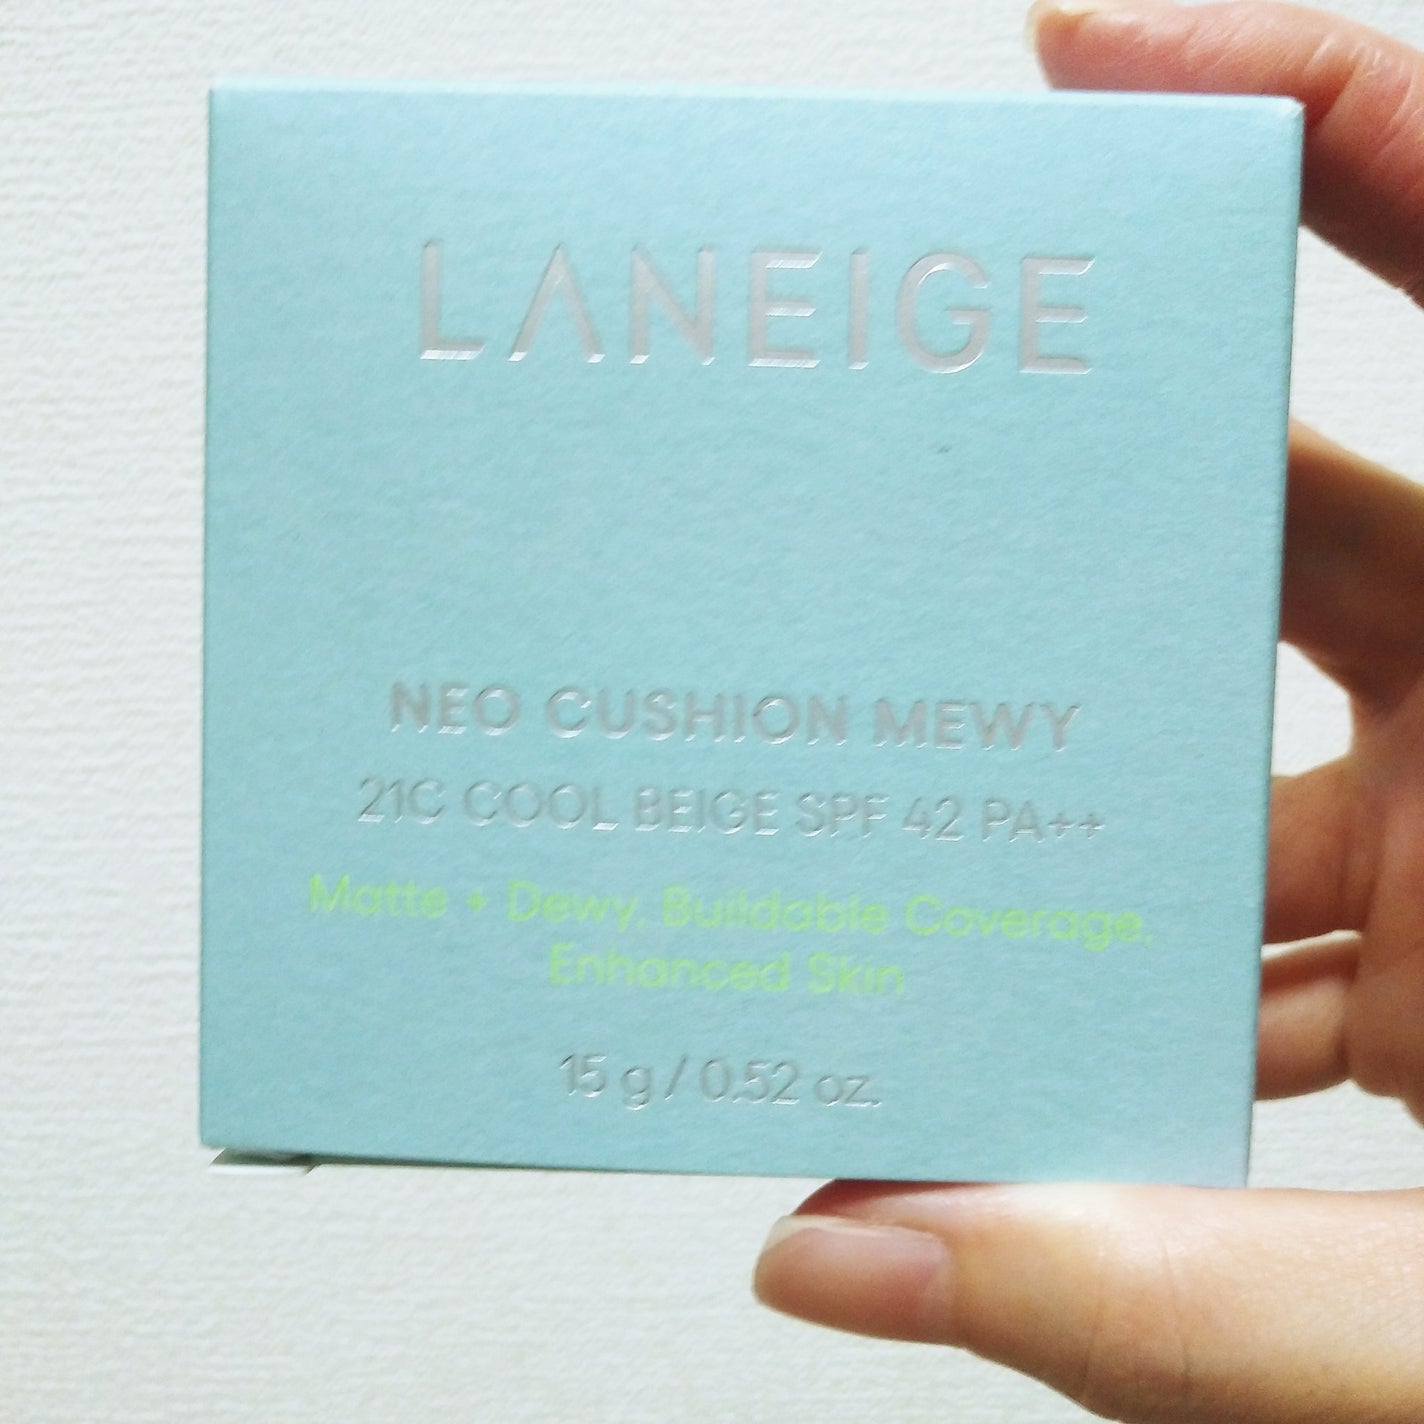 LANEIGE
NEO CUSHION MEWY
21C COOL BEIGE SPF 42 PA++
Matte + Dewy, Buildable Coverage,
Enhanced Skin
15 g / 0.52 oz.